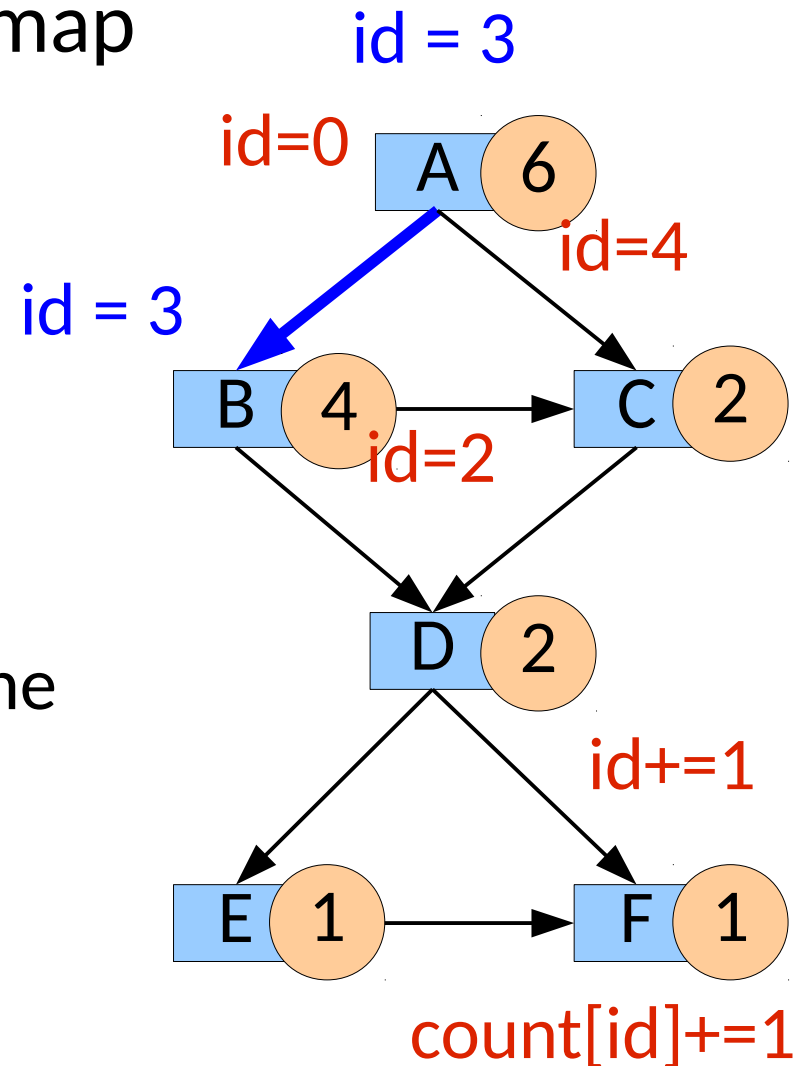 map
id = 3
id=0
A 6
id=4
id = 3
B 4
C 2
id=2
D 2
ne
id+=1
E 1
F 1
count[id]+=1